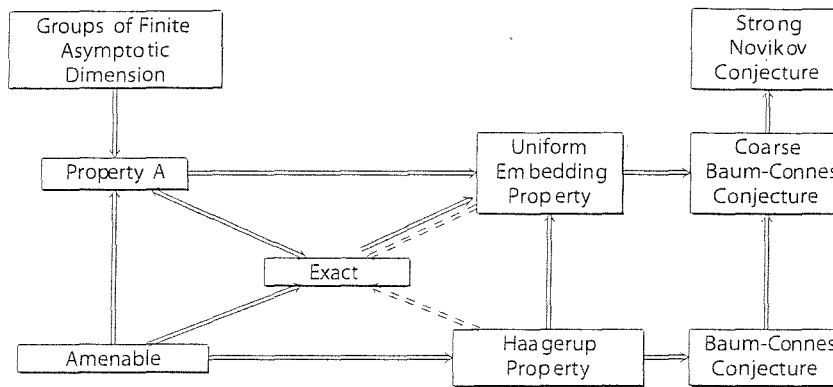 Groups of Finite
Asymptotic
Dimension
Strong
Novikov
Conjecture
Property A
Uniform
Embedding
Property
Coarse
Baum-Connes
Conjecture
Exact
Amenable
Haagerup
Property
Baum-Connes
Conjecture